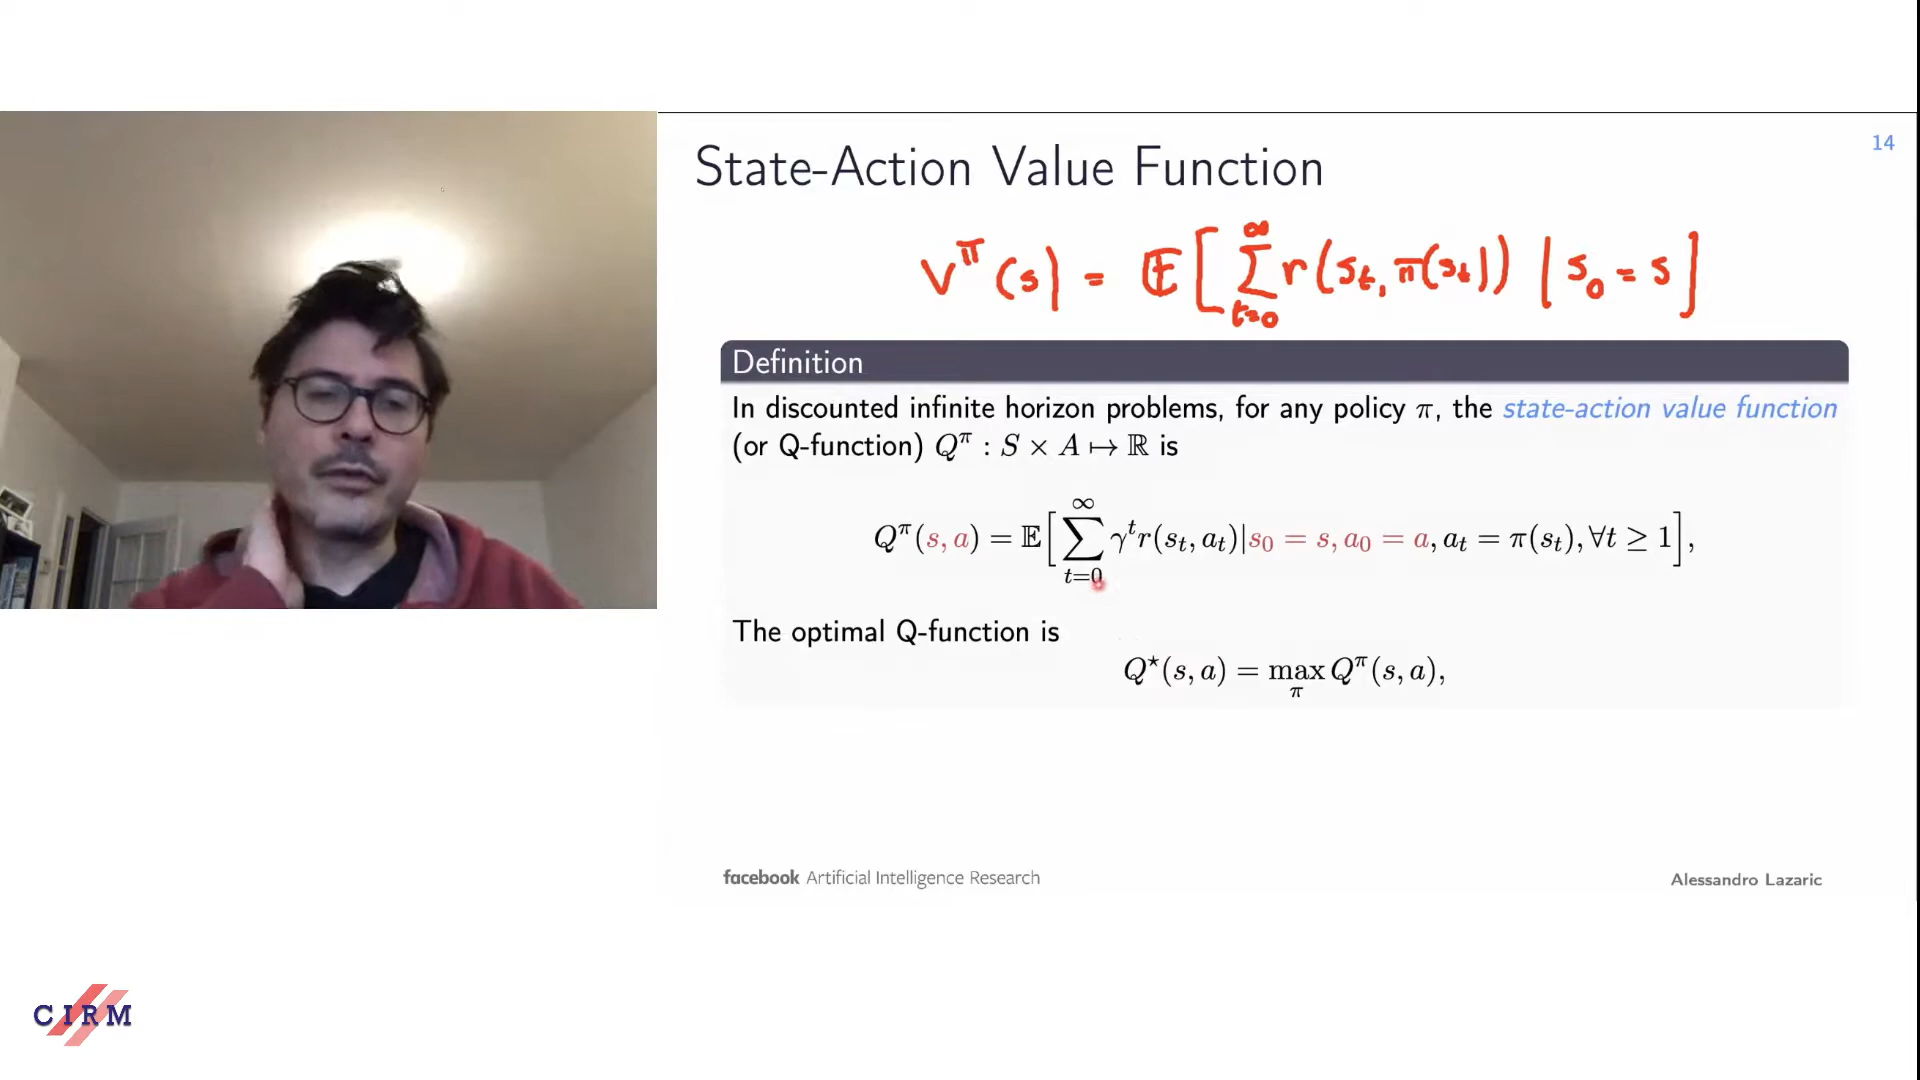 14
State-Action Value Function
V^π(s) = 𝔼[∑_{t=0}^{∞} r(s_t, π(s_t)) | s_0 = s]
Definition
In discounted infinite horizon problems, for any policy π, the state-action value function
(or Q-function) Q^π : S × A ↦ ℝ is
Q^π(s, a) = 𝔼[∑_{t=0}^{∞} γ^t r(s_t, a_t)|s_0 = s, a_0 = a, a_t = π(s_t), ∀t ≥ 1],
The optimal Q-function is
Q^⋆(s, a) = max_π Q^π(s, a),
facebook Artificial Intelligence Research
Alessandro Lazaric
CIRM